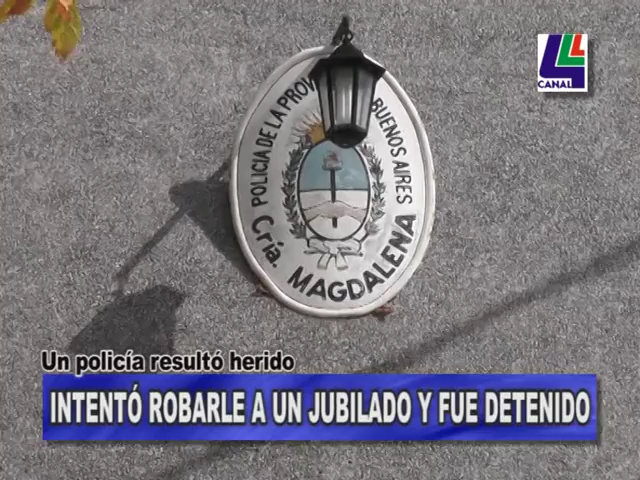 CANAL 4
POLICIA DE LA PROV BUENOS AIRES
Cría. MAGDALENA
Un policía resultó herido
INTENTÓ ROBARLE A UN JUBILADO Y FUE DETENIDO